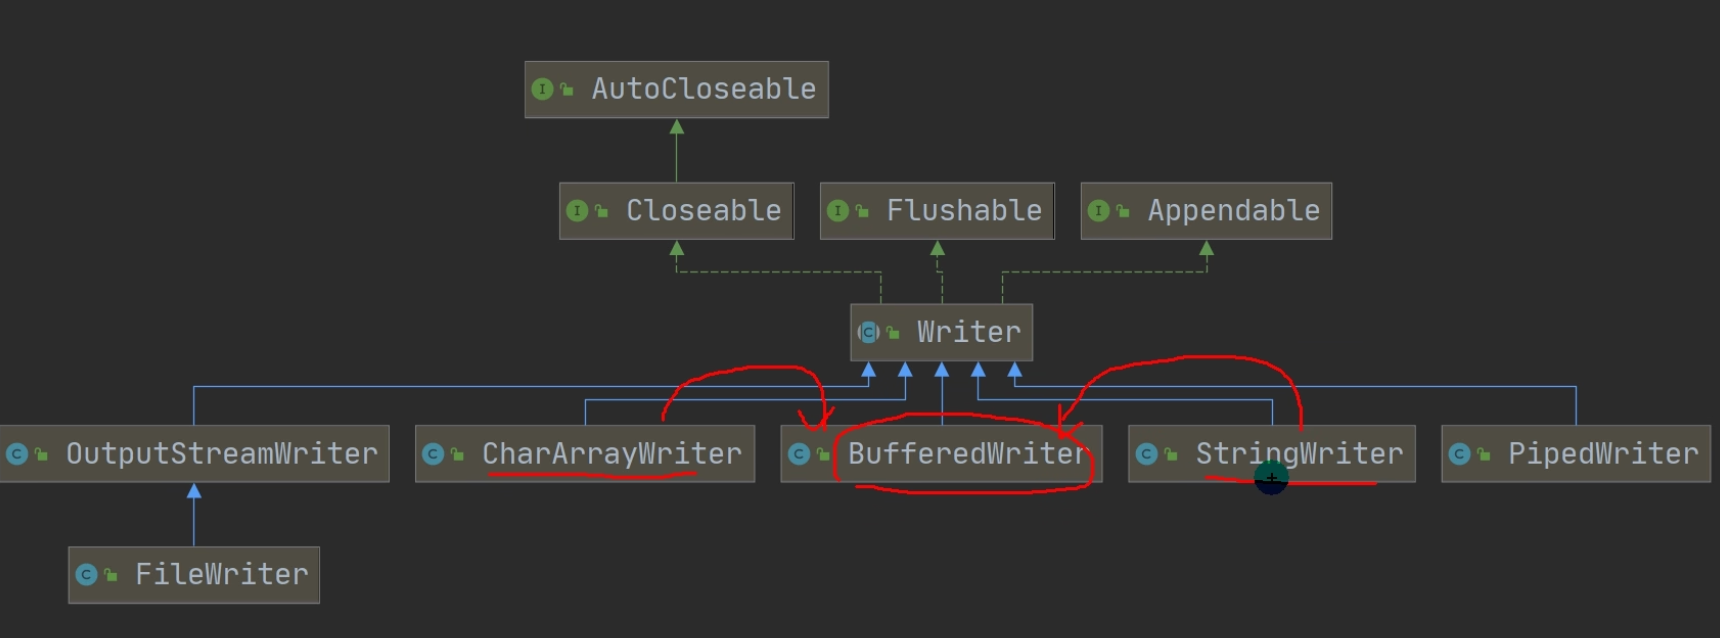 AutoCloseable
Closeable Flushable Appendable
Writer
OutputStreamWriter CharArrayWriter BufferedWriter StringWriter PipedWriter
FileWriter